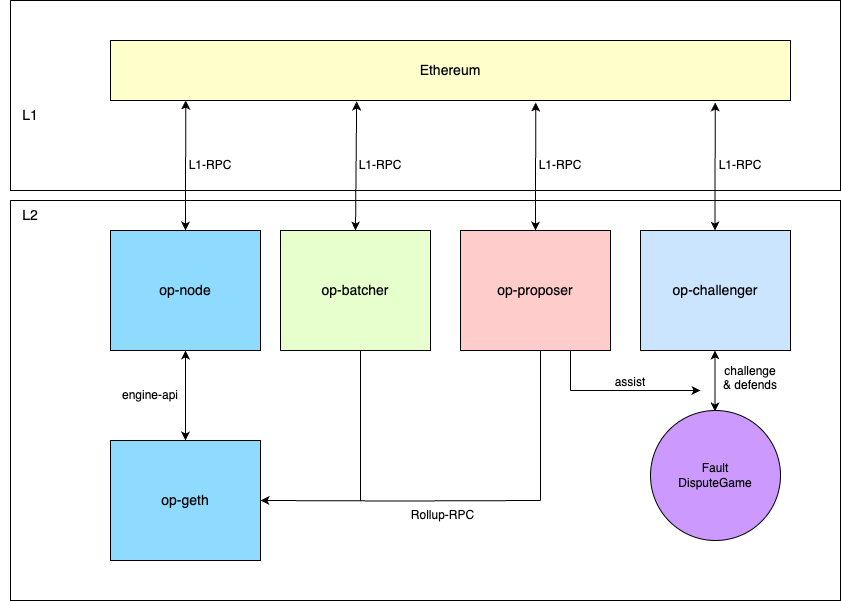 Ethereum
L1
L1-RPC
L1-RPC
L1-RPC
L1-RPC
L2
op-node
op-batcher
op-proposer
op-challenger
engine-api
assist
challenge
& defends
Fault
DisputeGame
op-geth
Rollup-RPC